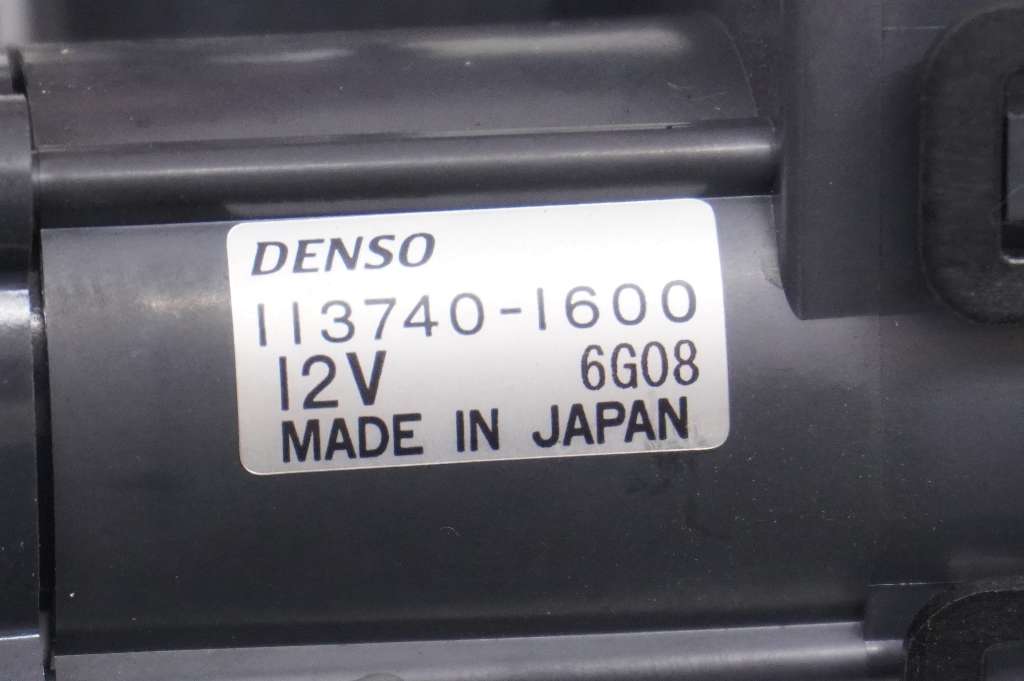 DENSO
113740-1600
12V 6G08
MADE IN JAPAN